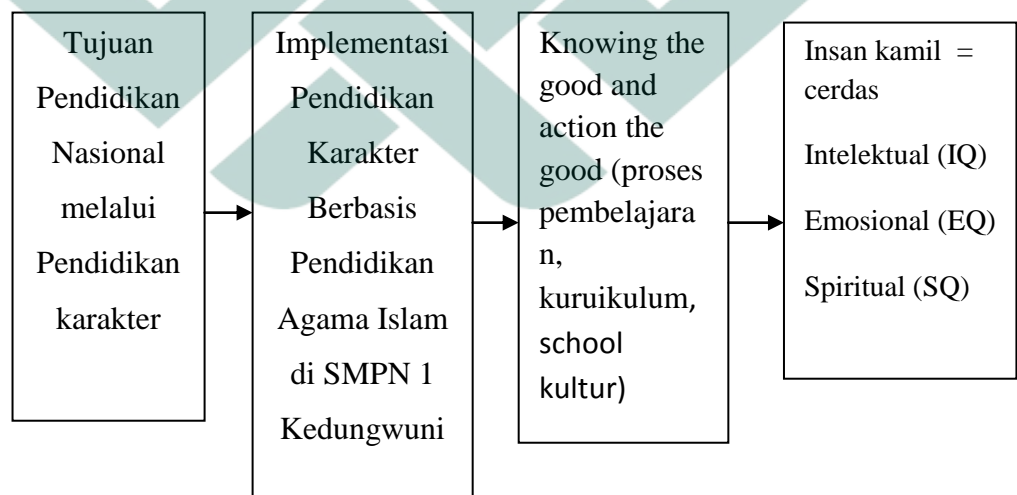 Tujuan
Pendidikan
Nasional
melalui
Pendidikan
karakter
Implementasi
Pendidikan
Karakter
Berbasis
Pendidikan
Agama Islam
di SMPN 1
Kedungwuni
Knowing the
good and
action the
good (proses
pembelajara
n,
kuruikulum,
school
kultur)
Insan kamil =
cerdas
Intelektual (IQ)
Emosional (EQ)
Spiritual (SQ)